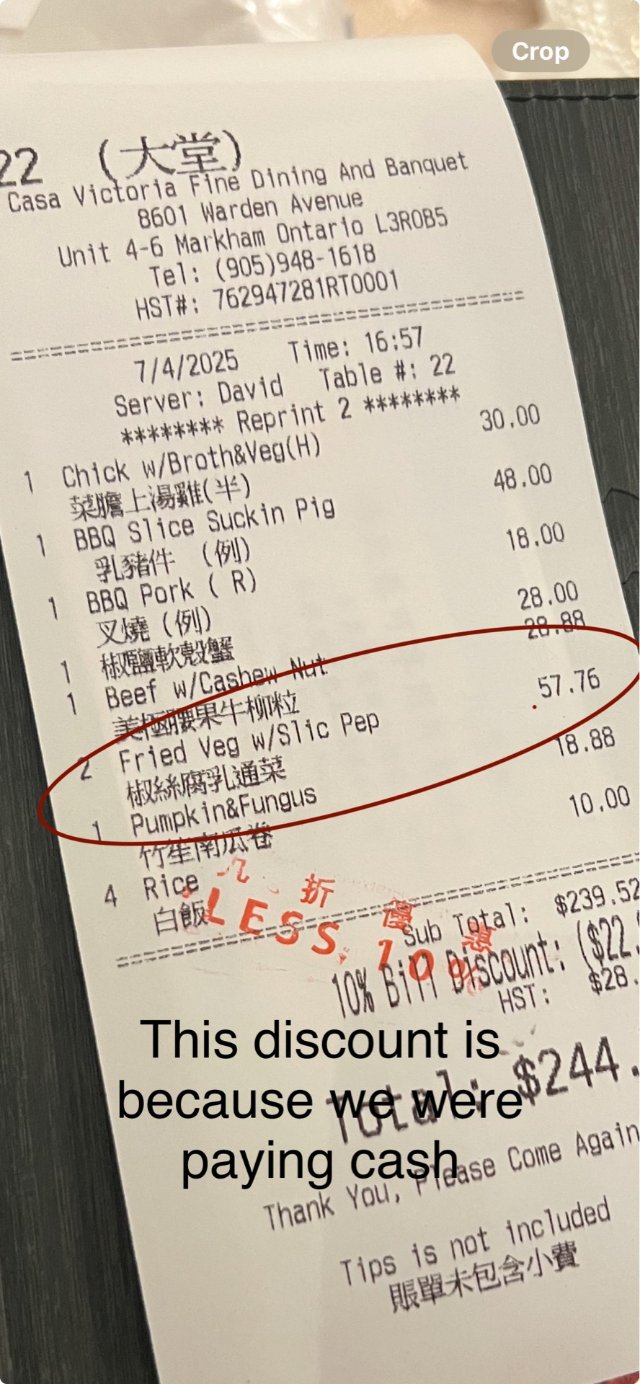 Crop
22 (大堂)
Casa Victoria Fine Dining And Banquet
8601 Warden Avenue
Unit 4-6 Markham Ontario L3R0B5
Tel: (905)948-1618
HST#: 762947281RT0001
7/4/2025 Time: 16:57
Server: David Table #: 22
******** Reprint 2 ********
1 Chick w/Broth&Veg(H) 30.00
菜膽上湯雞(半)
1 BBQ Slice Suckin Pig 48.00
乳豬件 (例)
1 BBQ Pork ( R) 18.00
叉燒 (例)
1 椒鹽軟殼蟹 28.00
1 Beef w/Cashew Nut 28.88
美極腰果牛柳粒
2 Fried Veg w/Slic Pep 57.76
椒絲腐乳通菜
1 Pumpkin&Fungus 18.88
竹笙南瓜卷
4 Rice 10.00
白飯
九折優惠
LESS 10%
Sub Total: $239.52
10% Bill Discount: ($22.
HST: $28.
Total: $244.
This discount is
because we were
paying cash
Thank You, Please Come Again
Tips is not included
賬單未包含小費